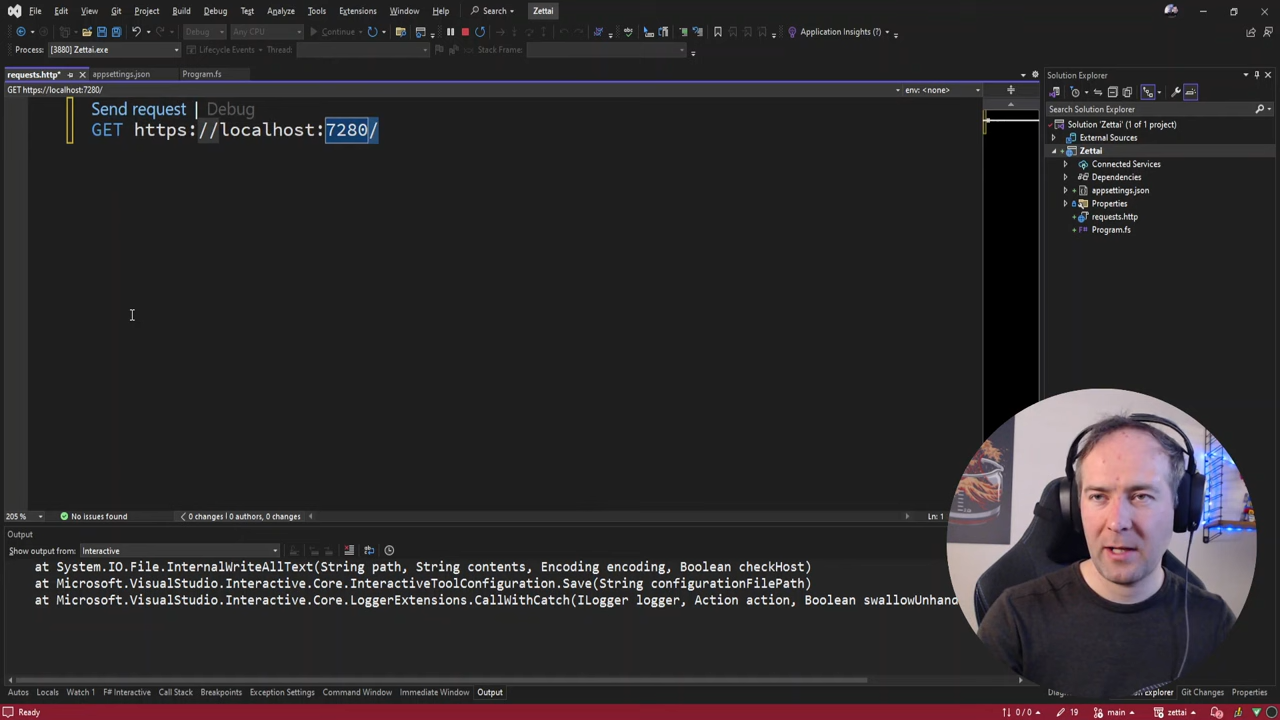 File Edit View Git Project Build Debug Test Analyze Tools Extensions Window Help Search Zettai
Debug Any CPU Continue Application Insights (?)
Process: [3880] Zettai.exe Lifecycle Events Thread: Stack Frame:
requests.http* appsettings.json Program.fs
GET https://localhost:7280/ env: <none>
Send request | Debug
GET https://localhost:7280/
Solution Explorer
Search Solution Explorer
Solution 'Zettai' (1 of 1 project)
External Sources
Zettai
Connected Services
Dependencies
appsettings.json
Properties
requests.http
Program.fs
205 % No issues found 0 changes | 0 authors, 0 changes Ln: 1
Output
Show output from: Interactive
at System.IO.File.InternalWriteAllText(String path, String contents, Encoding encoding, Boolean checkHost)
at Microsoft.VisualStudio.Interactive.Core.InteractiveToolConfiguration.Save(String configurationFilePath)
at Microsoft.VisualStudio.Interactive.Core.LoggerExtensions.CallWithCatch(ILogger logger, Action action, Boolean swallowUnhand
Autos Locals Watch 1 F# Interactive Call Stack Breakpoints Exception Settings Command Window Immediate Window Output Explorer Git Changes Properties
Ready 0 / 0 19 main zettai